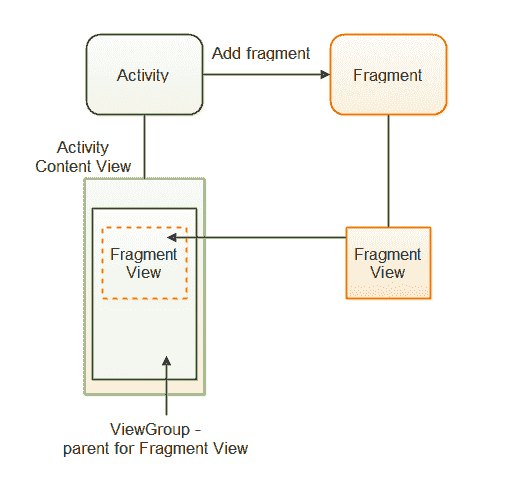 Add fragment
Activity
Fragment
Activity
Content View
Fragment
View
Fragment
View
ViewGroup -
parent for Fragment View